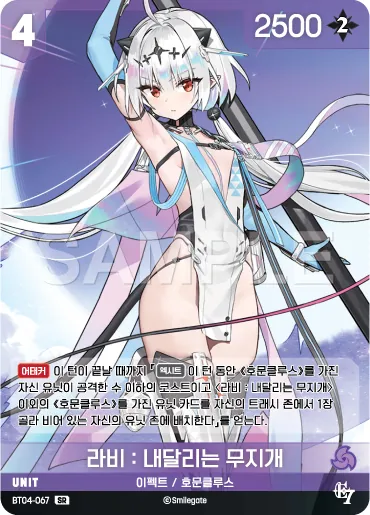 4
2500 2
SAMPLE
어태커 이 턴이 끝날 때까지 「엑시트 이 턴 동안 《호문클루스》를 가진
자신 유닛이 공격한 수 이하의 코스트이고 〈라비 : 내달리는 무지개〉
이외의 《호문클루스》를 가진 유닛 카드를 자신의 트래시 존에서 1장
골라 비어 있는 자신의 유닛 존에 배치한다」를 얻는다.
라비 : 내달리는 무지개
UNIT
이펙트 / 호문클루스
BT04-067 SR
©Smilegate
E7